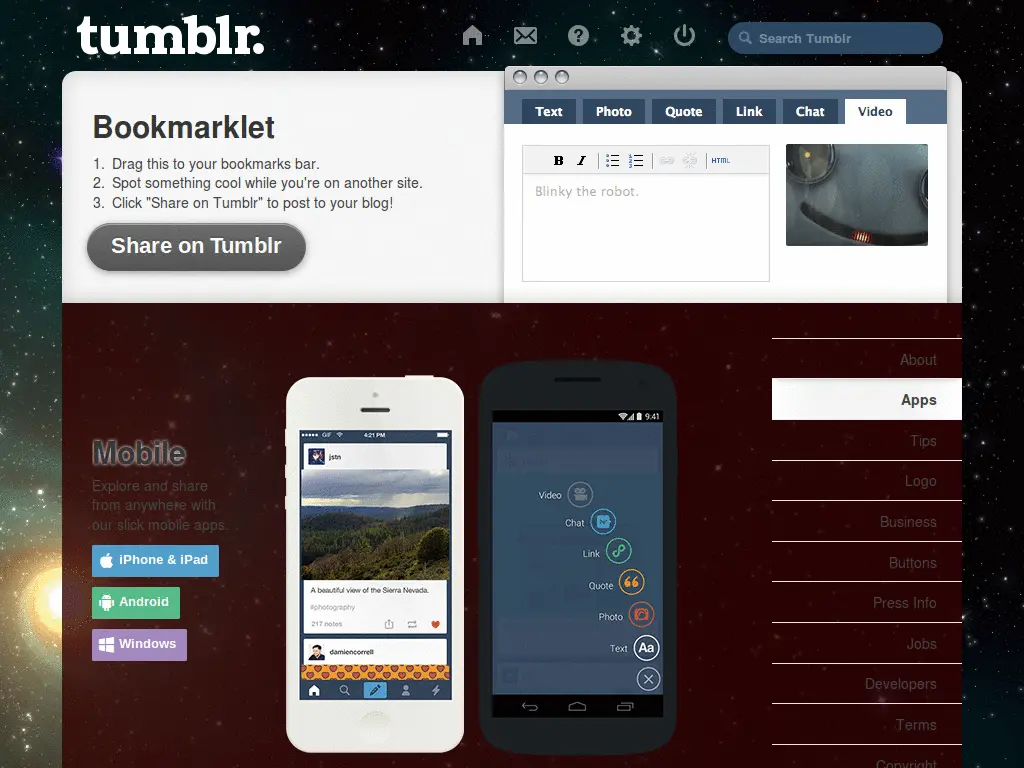 tumblr.
Search Tumblr
Bookmarklet
1. Drag this to your bookmarks bar.
2. Spot something cool while you're on another site.
3. Click "Share on Tumblr" to post to your blog!
Share on Tumblr
Text Photo Quote Link Chat Video
B I HTML
Blinky the robot.
Mobile
Explore and share
from anywhere with
our slick mobile apps.
iPhone & iPad
Android
Windows
GIF 4:21 PM
jstn
A beautiful view of the Sierra Nevada.
#photography
217 notes
damiencorrell
9:41
Video
Chat
Link
Quote
Photo
Text Aa
About
Apps
Tips
Logo
Business
Buttons
Press Info
Jobs
Developers
Terms
Copyright